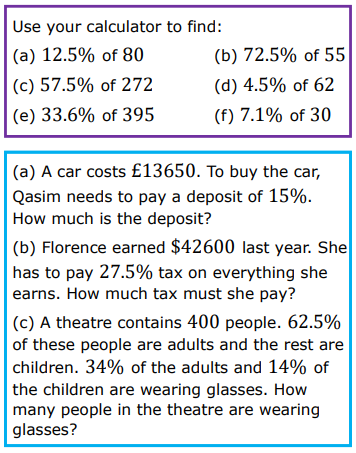 Use your calculator to find:
(a) 12.5% of 80 (b) 72.5% of 55
(c) 57.5% of 272 (d) 4.5% of 62
(e) 33.6% of 395 (f) 7.1% of 30
(a) A car costs £13650. To buy the car,
Qasim needs to pay a deposit of 15%.
How much is the deposit?
(b) Florence earned $42600 last year. She
has to pay 27.5% tax on everything she
earns. How much tax must she pay?
(c) A theatre contains 400 people. 62.5%
of these people are adults and the rest are
children. 34% of the adults and 14% of
the children are wearing glasses. How
many people in the theatre are wearing
glasses?